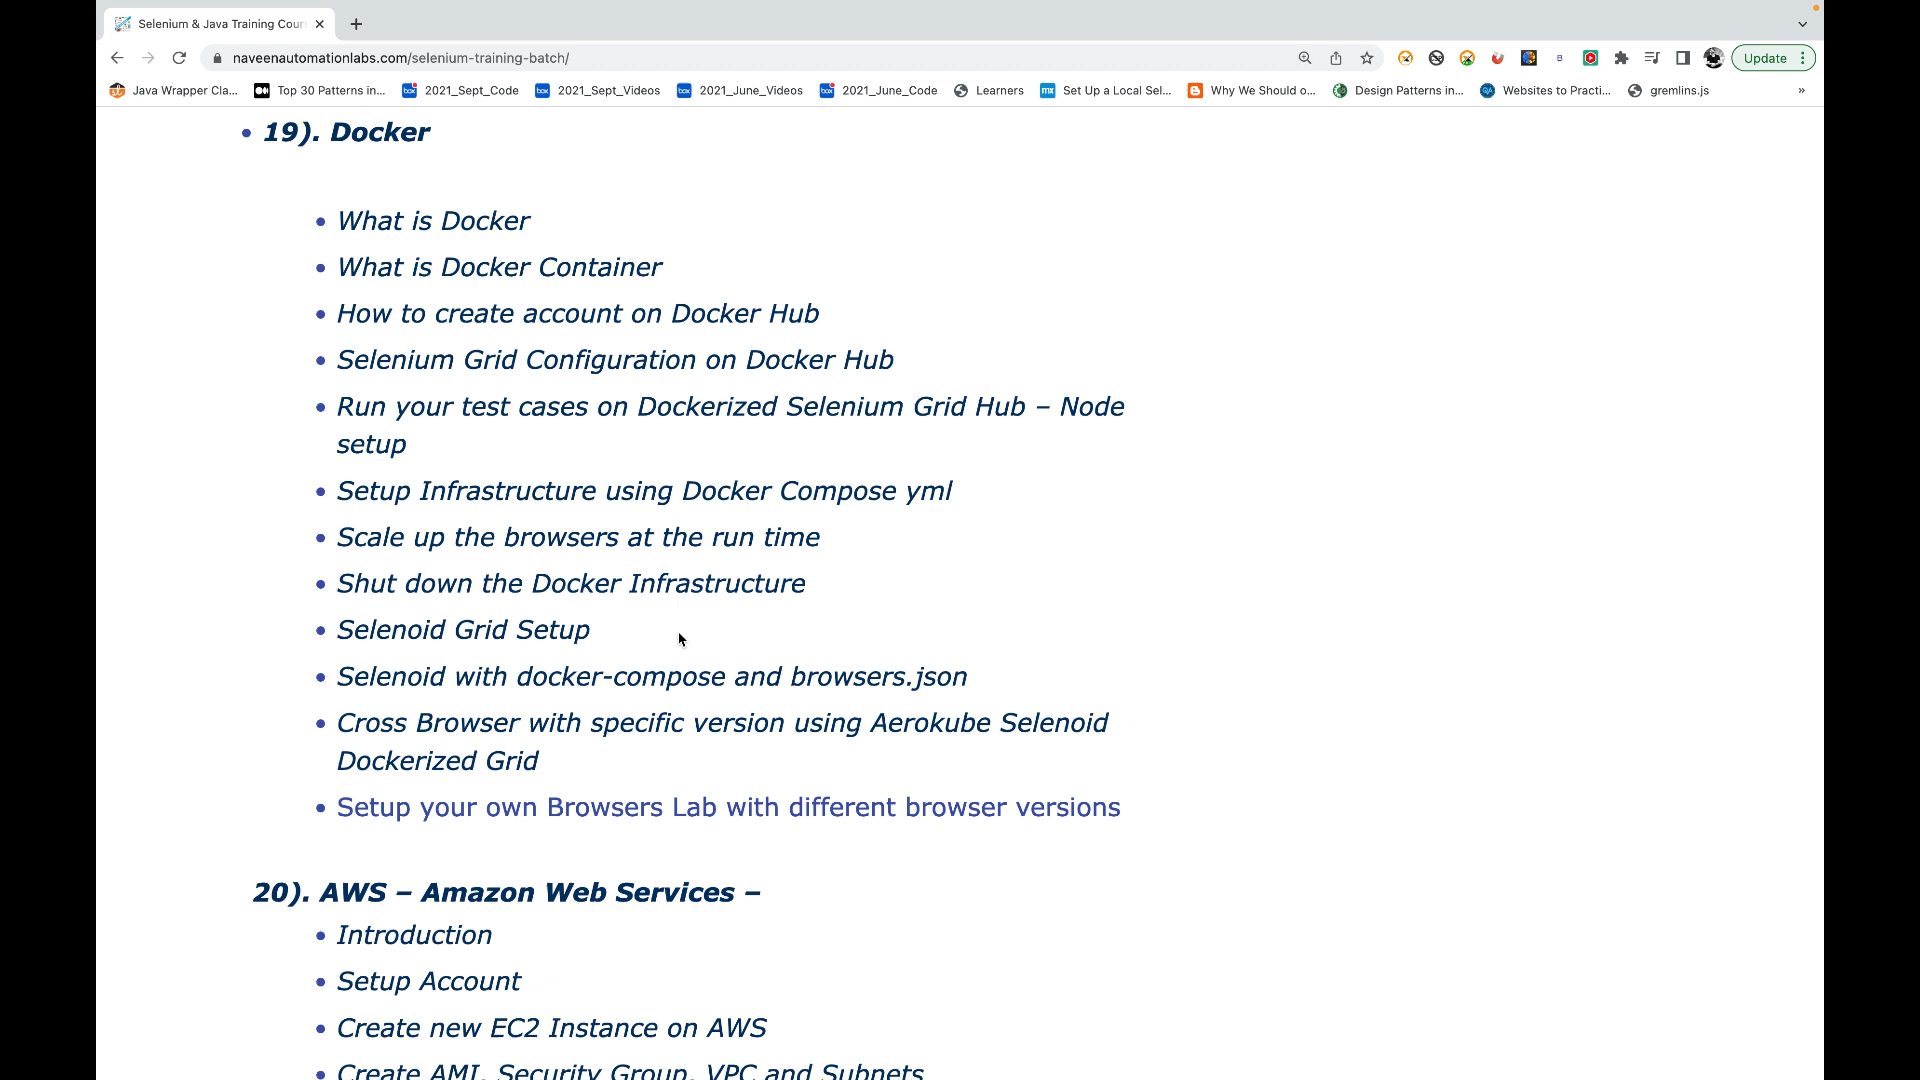 Selenium & Java Training Cour
naveenautomationlabs.com/selenium-training-batch/
Update
Java Wrapper Cla... Top 30 Patterns in... 2021_Sept_Code 2021_Sept_Videos 2021_June_Videos 2021_June_Code Learners Set Up a Local Sel... Why We Should o... Design Patterns in... Websites to Practi... gremlins.js »
• 19). Docker
• What is Docker
• What is Docker Container
• How to create account on Docker Hub
• Selenium Grid Configuration on Docker Hub
• Run your test cases on Dockerized Selenium Grid Hub – Node
setup
• Setup Infrastructure using Docker Compose yml
• Scale up the browsers at the run time
• Shut down the Docker Infrastructure
• Selenoid Grid Setup
• Selenoid with docker-compose and browsers.json
• Cross Browser with specific version using Aerokube Selenoid
Dockerized Grid
• Setup your own Browsers Lab with different browser versions
20). AWS – Amazon Web Services –
• Introduction
• Setup Account
• Create new EC2 Instance on AWS
• Create AMI, Security Group, VPC and Subnets